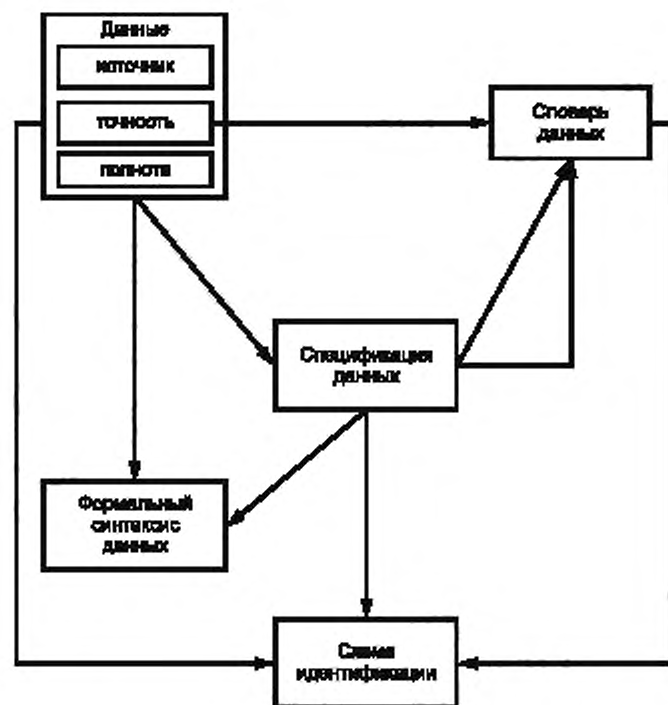 Данные
источник
точность
полнота
Словарь
данных
Спецификация
данных
Формальный
синтаксис
данных
Схема
идентификации